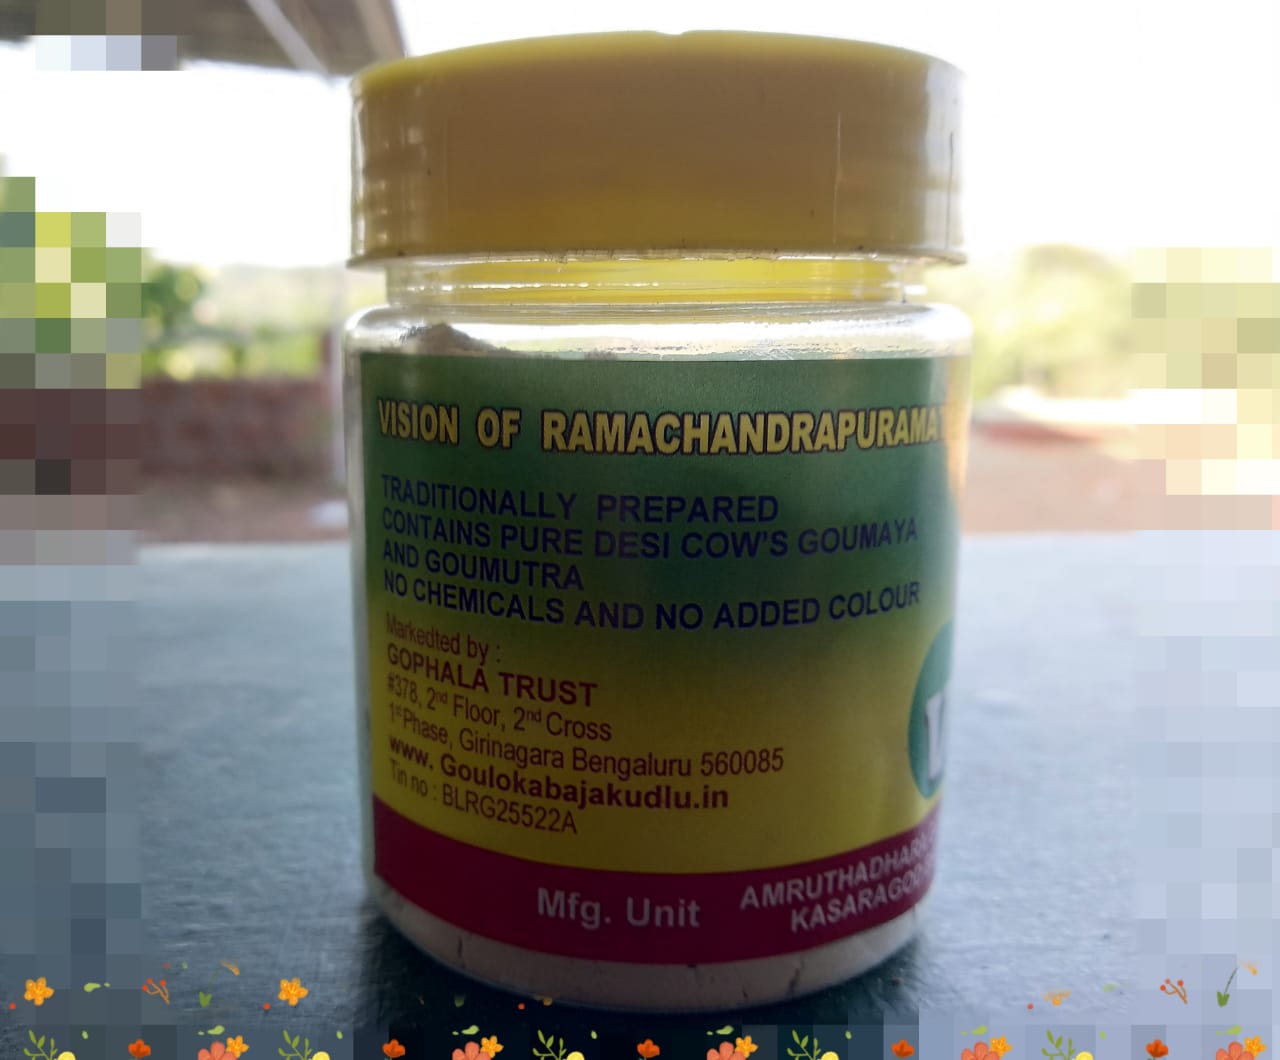 VISION OF RAMACHANDRAPURAMA
TRADITIONALLY PREPARED
CONTAINS PURE DESI COW'S GOUMAYA
AND GOUMUTRA
NO CHEMICALS AND NO ADDED COLOUR
Markedted by :
GOPHALA TRUST
#378, 2nd Floor, 2nd Cross
1st Phase, Girinagara Bengaluru 560085
www. Goulokabajakudlu.in
Tin no : BLRG25522A
Mfg. Unit
AMRUTHADHARA
KASARAGOD